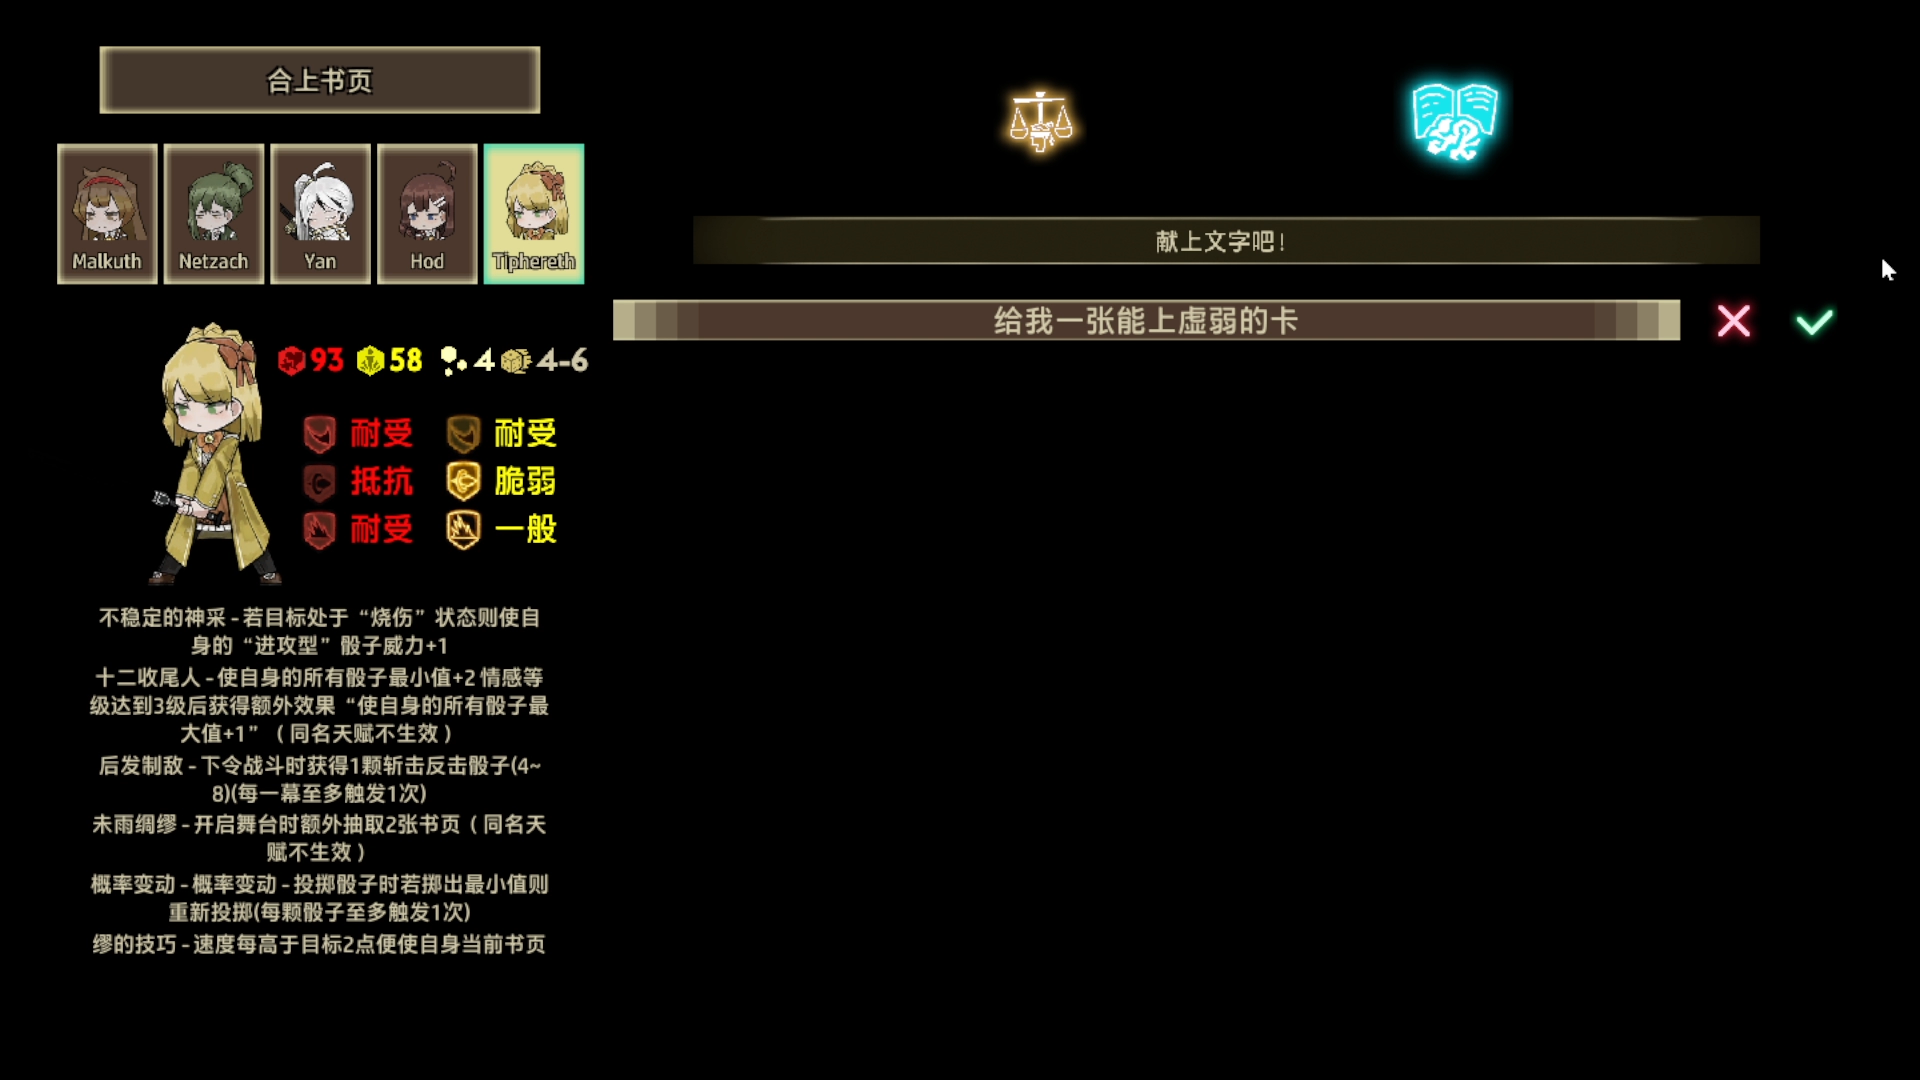 合上书页
Malkuth
Netzach
Yan
Hod
Tiphereth
献上文字吧！
给我一张能上虚弱的卡
93 58 4 4-6
耐受 耐受
抵抗 脆弱
耐受 一般
不稳定的神采-若目标处于“烧伤”状态则使自
身的“进攻型”骰子威力+1
十二收尾人-使自身的所有骰子最小值+2 情感等
级达到3级后获得额外效果“使自身的所有骰子最
大值+1”（同名天赋不生效）
后发制敌-下令战斗时获得1颗斩击反击骰子(4~
8)(每一幕至多触发1次)
未雨绸缪-开启舞台时额外抽取2张书页（同名天
赋不生效）
概率变动-概率变动-投掷骰子时若掷出最小值则
重新投掷(每颗骰子至多触发1次)
缪的技巧-速度每高于目标2点便使自身当前书页